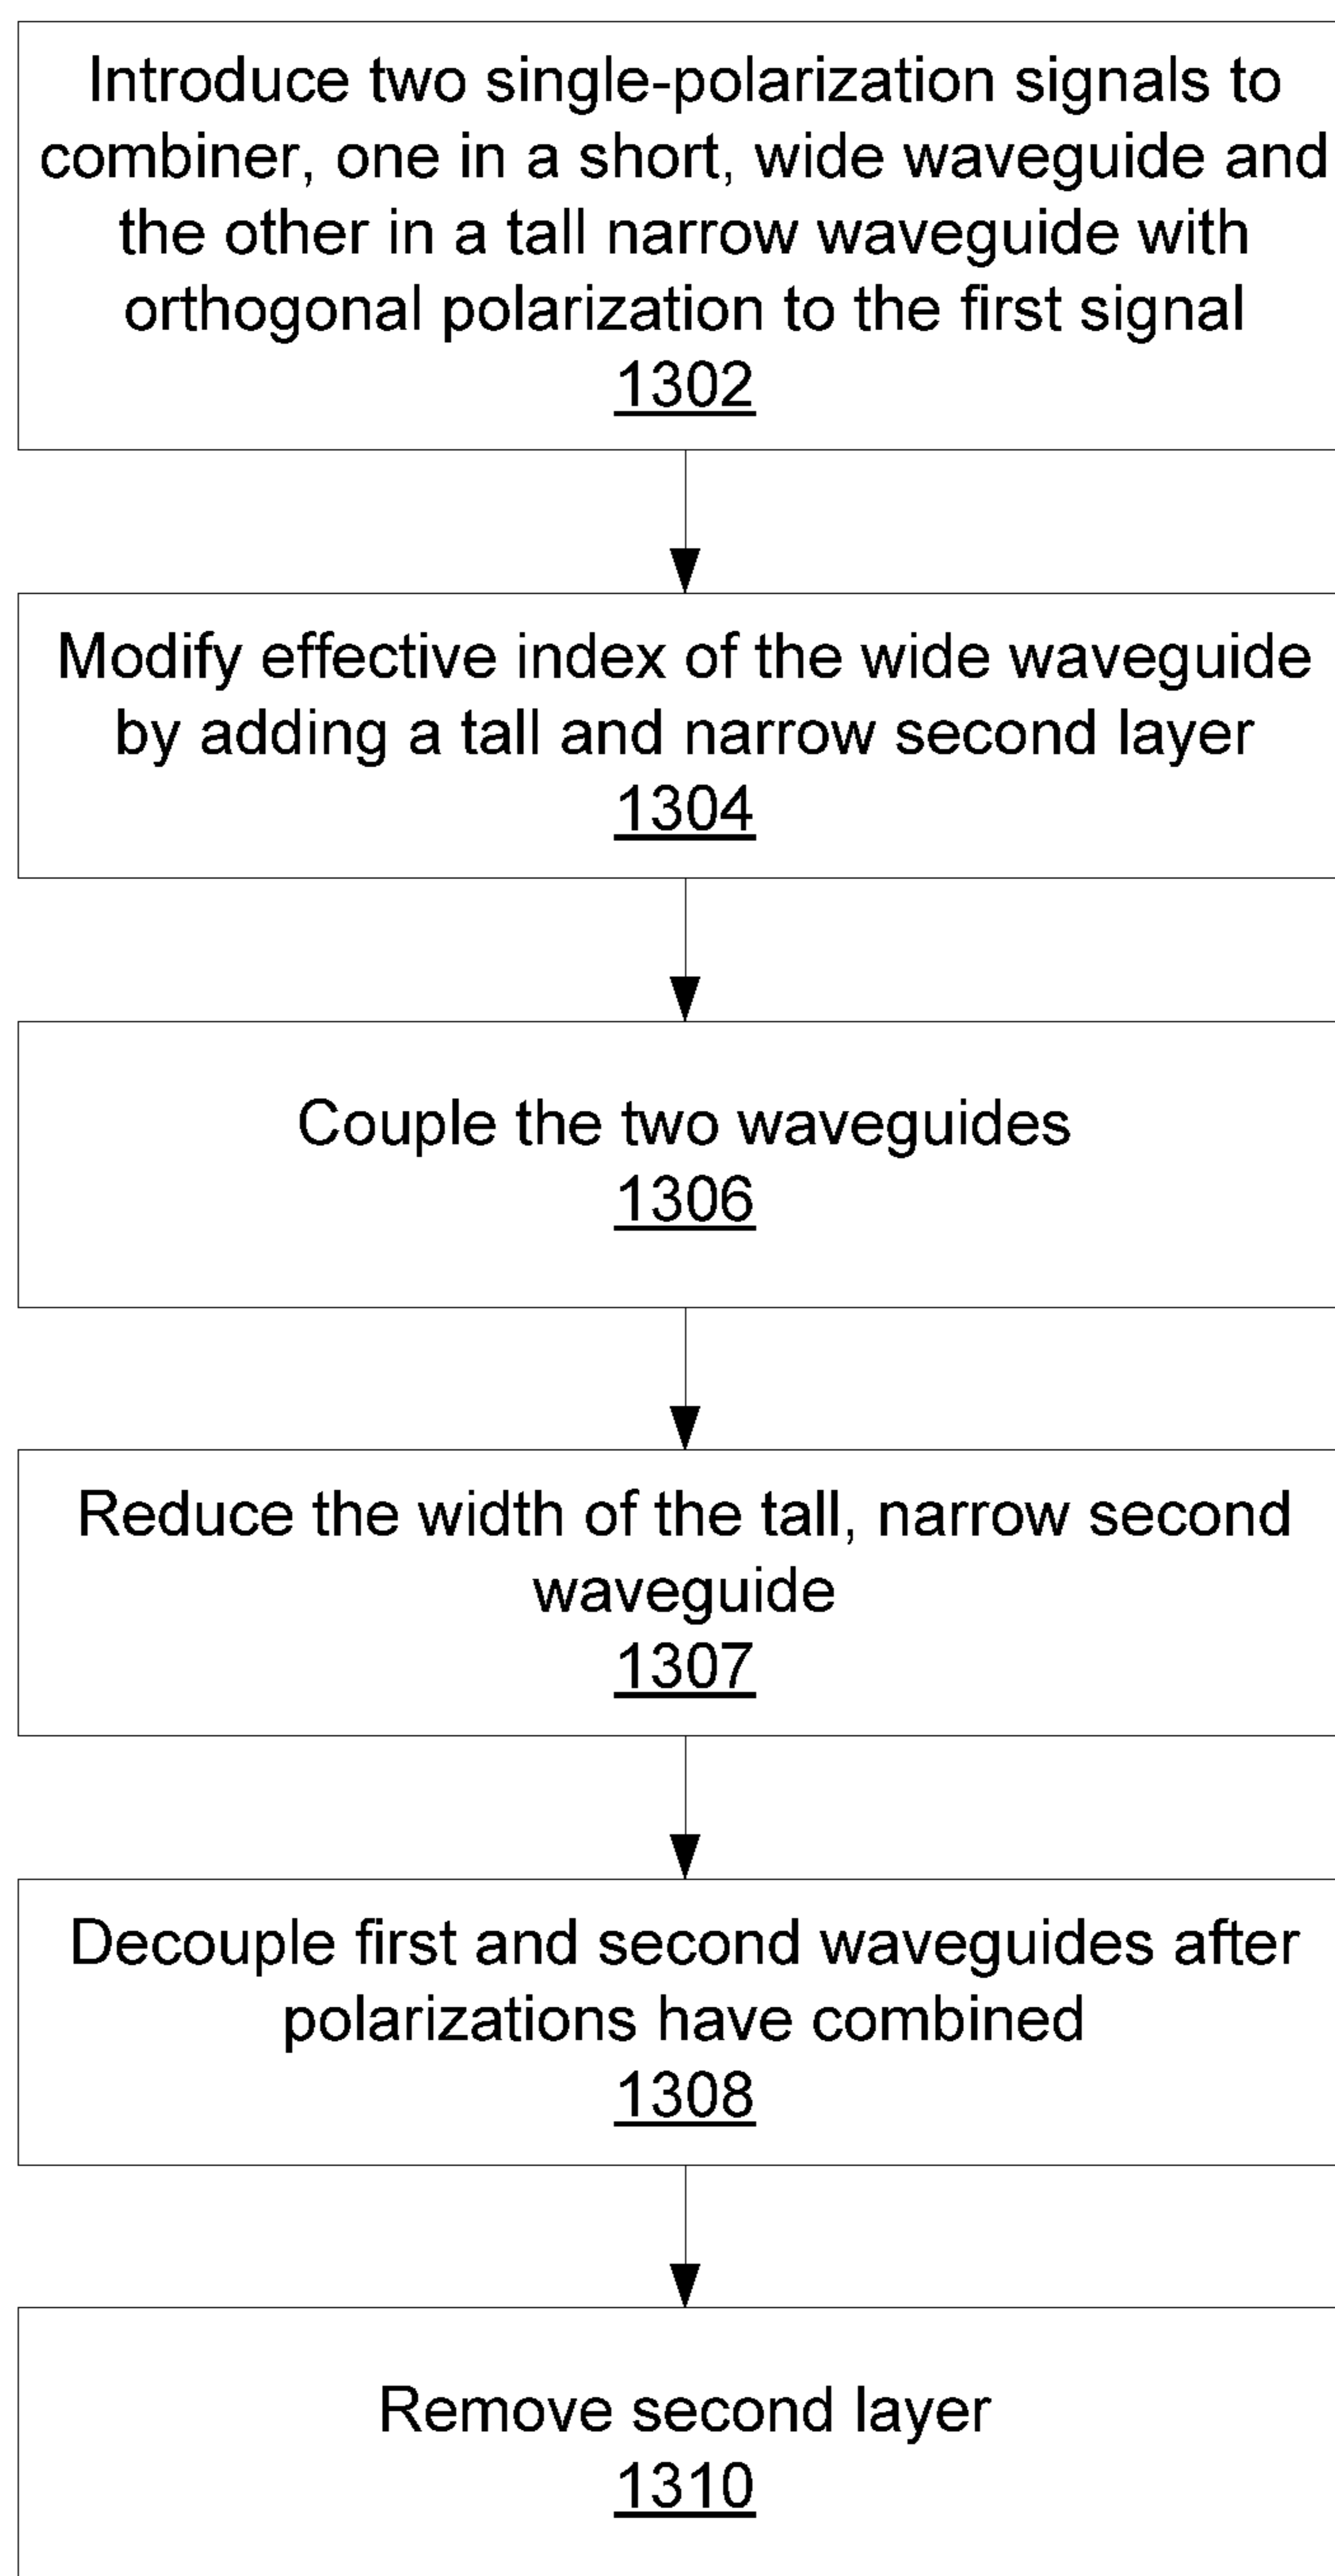 Introduce two single-polarization signals to
combiner, one in a short, wide waveguide and
the other in a tall narrow waveguide with
orthogonal polarization to the first signal
1302
Modify effective index of the wide waveguide
by adding a tall and narrow second layer
1304
Couple the two waveguides
1306
Reduce the width of the tall, narrow second
waveguide
1307
Decouple first and second waveguides after
polarizations have combined
1308
Remove second layer
1310